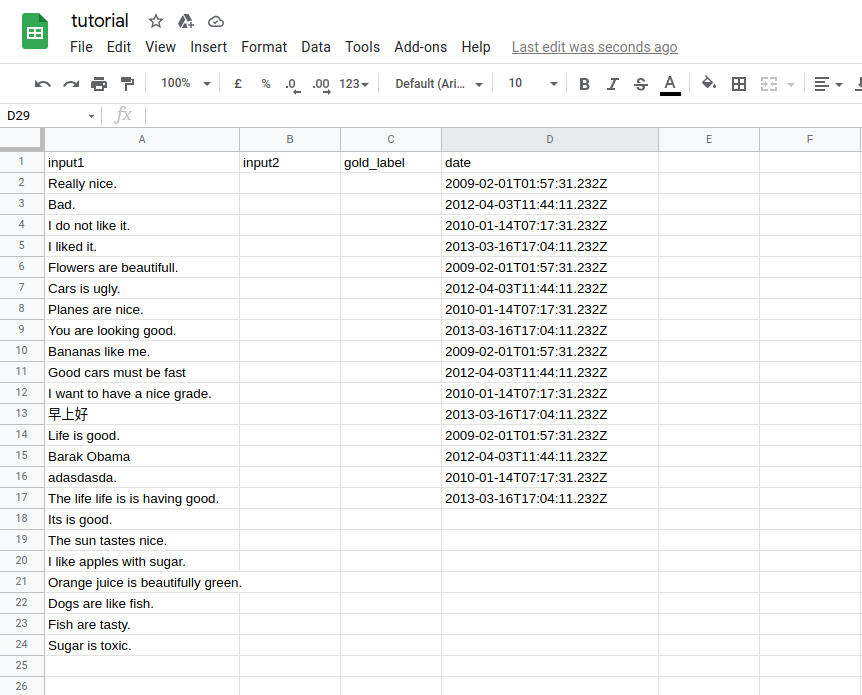 tutorial
File Edit View Insert Format Data Tools Add-ons Help Last edit was seconds ago
100% £ % .0 .00 123 Default (Ari... 10 B I S A
D29 fx
A B C D E F
1 input1 input2 gold_label date
2 Really nice. 2009-02-01T01:57:31.232Z
3 Bad. 2012-04-03T11:44:11.232Z
4 I do not like it. 2010-01-14T07:17:31.232Z
5 I liked it. 2013-03-16T17:04:11.232Z
6 Flowers are beautifull. 2009-02-01T01:57:31.232Z
7 Cars is ugly. 2012-04-03T11:44:11.232Z
8 Planes are nice. 2010-01-14T07:17:31.232Z
9 You are looking good. 2013-03-16T17:04:11.232Z
10 Bananas like me. 2009-02-01T01:57:31.232Z
11 Good cars must be fast 2012-04-03T11:44:11.232Z
12 I want to have a nice grade. 2010-01-14T07:17:31.232Z
13 早上好 2013-03-16T17:04:11.232Z
14 Life is good. 2009-02-01T01:57:31.232Z
15 Barak Obama 2012-04-03T11:44:11.232Z
16 adasdasda. 2010-01-14T07:17:31.232Z
17 The life life is is having good. 2013-03-16T17:04:11.232Z
18 Its is good.
19 The sun tastes nice.
20 I like apples with sugar.
21 Orange juice is beautifully green.
22 Dogs are like fish.
23 Fish are tasty.
24 Sugar is toxic.
25
26